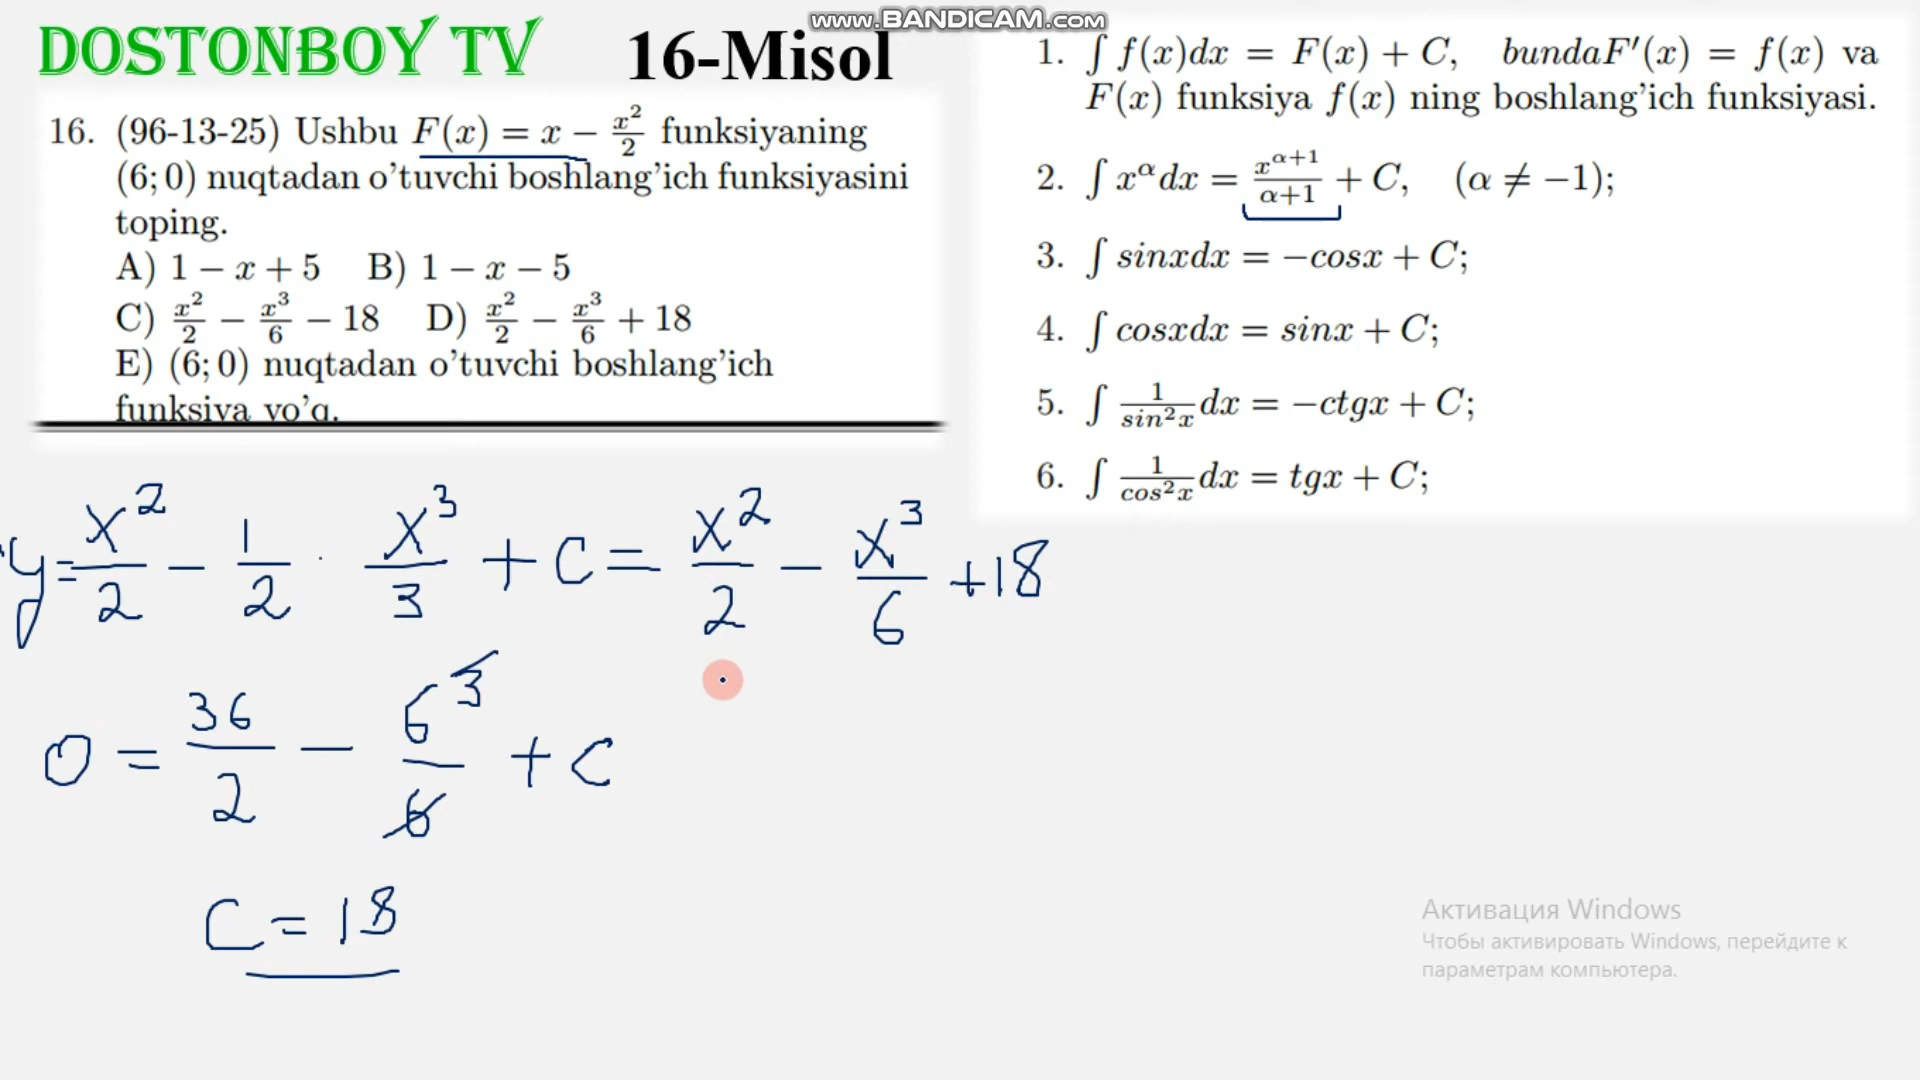 www.BANDICAM.com
DOSTONBOY TV
16-Misol
16. (96-13-25) Ushbu F(x) = x − x²/2 funksiyaning
(6; 0) nuqtadan o’tuvchi boshlang’ich funksiyasini
toping.
A) 1 − x + 5 B) 1 − x − 5
C) x²/2 − x³/6 − 18 D) x²/2 − x³/6 + 18
E) (6; 0) nuqtadan o’tuvchi boshlang’ich
funksiya yo’q.
1. ∫ f(x)dx = F(x) + C, bundaF′(x) = f(x) va
F(x) funksiya f(x) ning boshlang’ich funksiyasi.
2. ∫ x^α dx = x^(α+1)/(α+1) + C, (α ≠ −1);
3. ∫ sinxdx = −cosx + C;
4. ∫ cosxdx = sinx + C;
5. ∫ 1/sin²x dx = −ctgx + C;
6. ∫ 1/cos²x dx = tgx + C;
y = x²/2 − 1/2 · x³/3 + C = x²/2 − x³/6 + 18
0 = 36/2 − 6³/6 + C
C = 18
Активация Windows
Чтобы активировать Windows, перейдите к
параметрам компьютера.